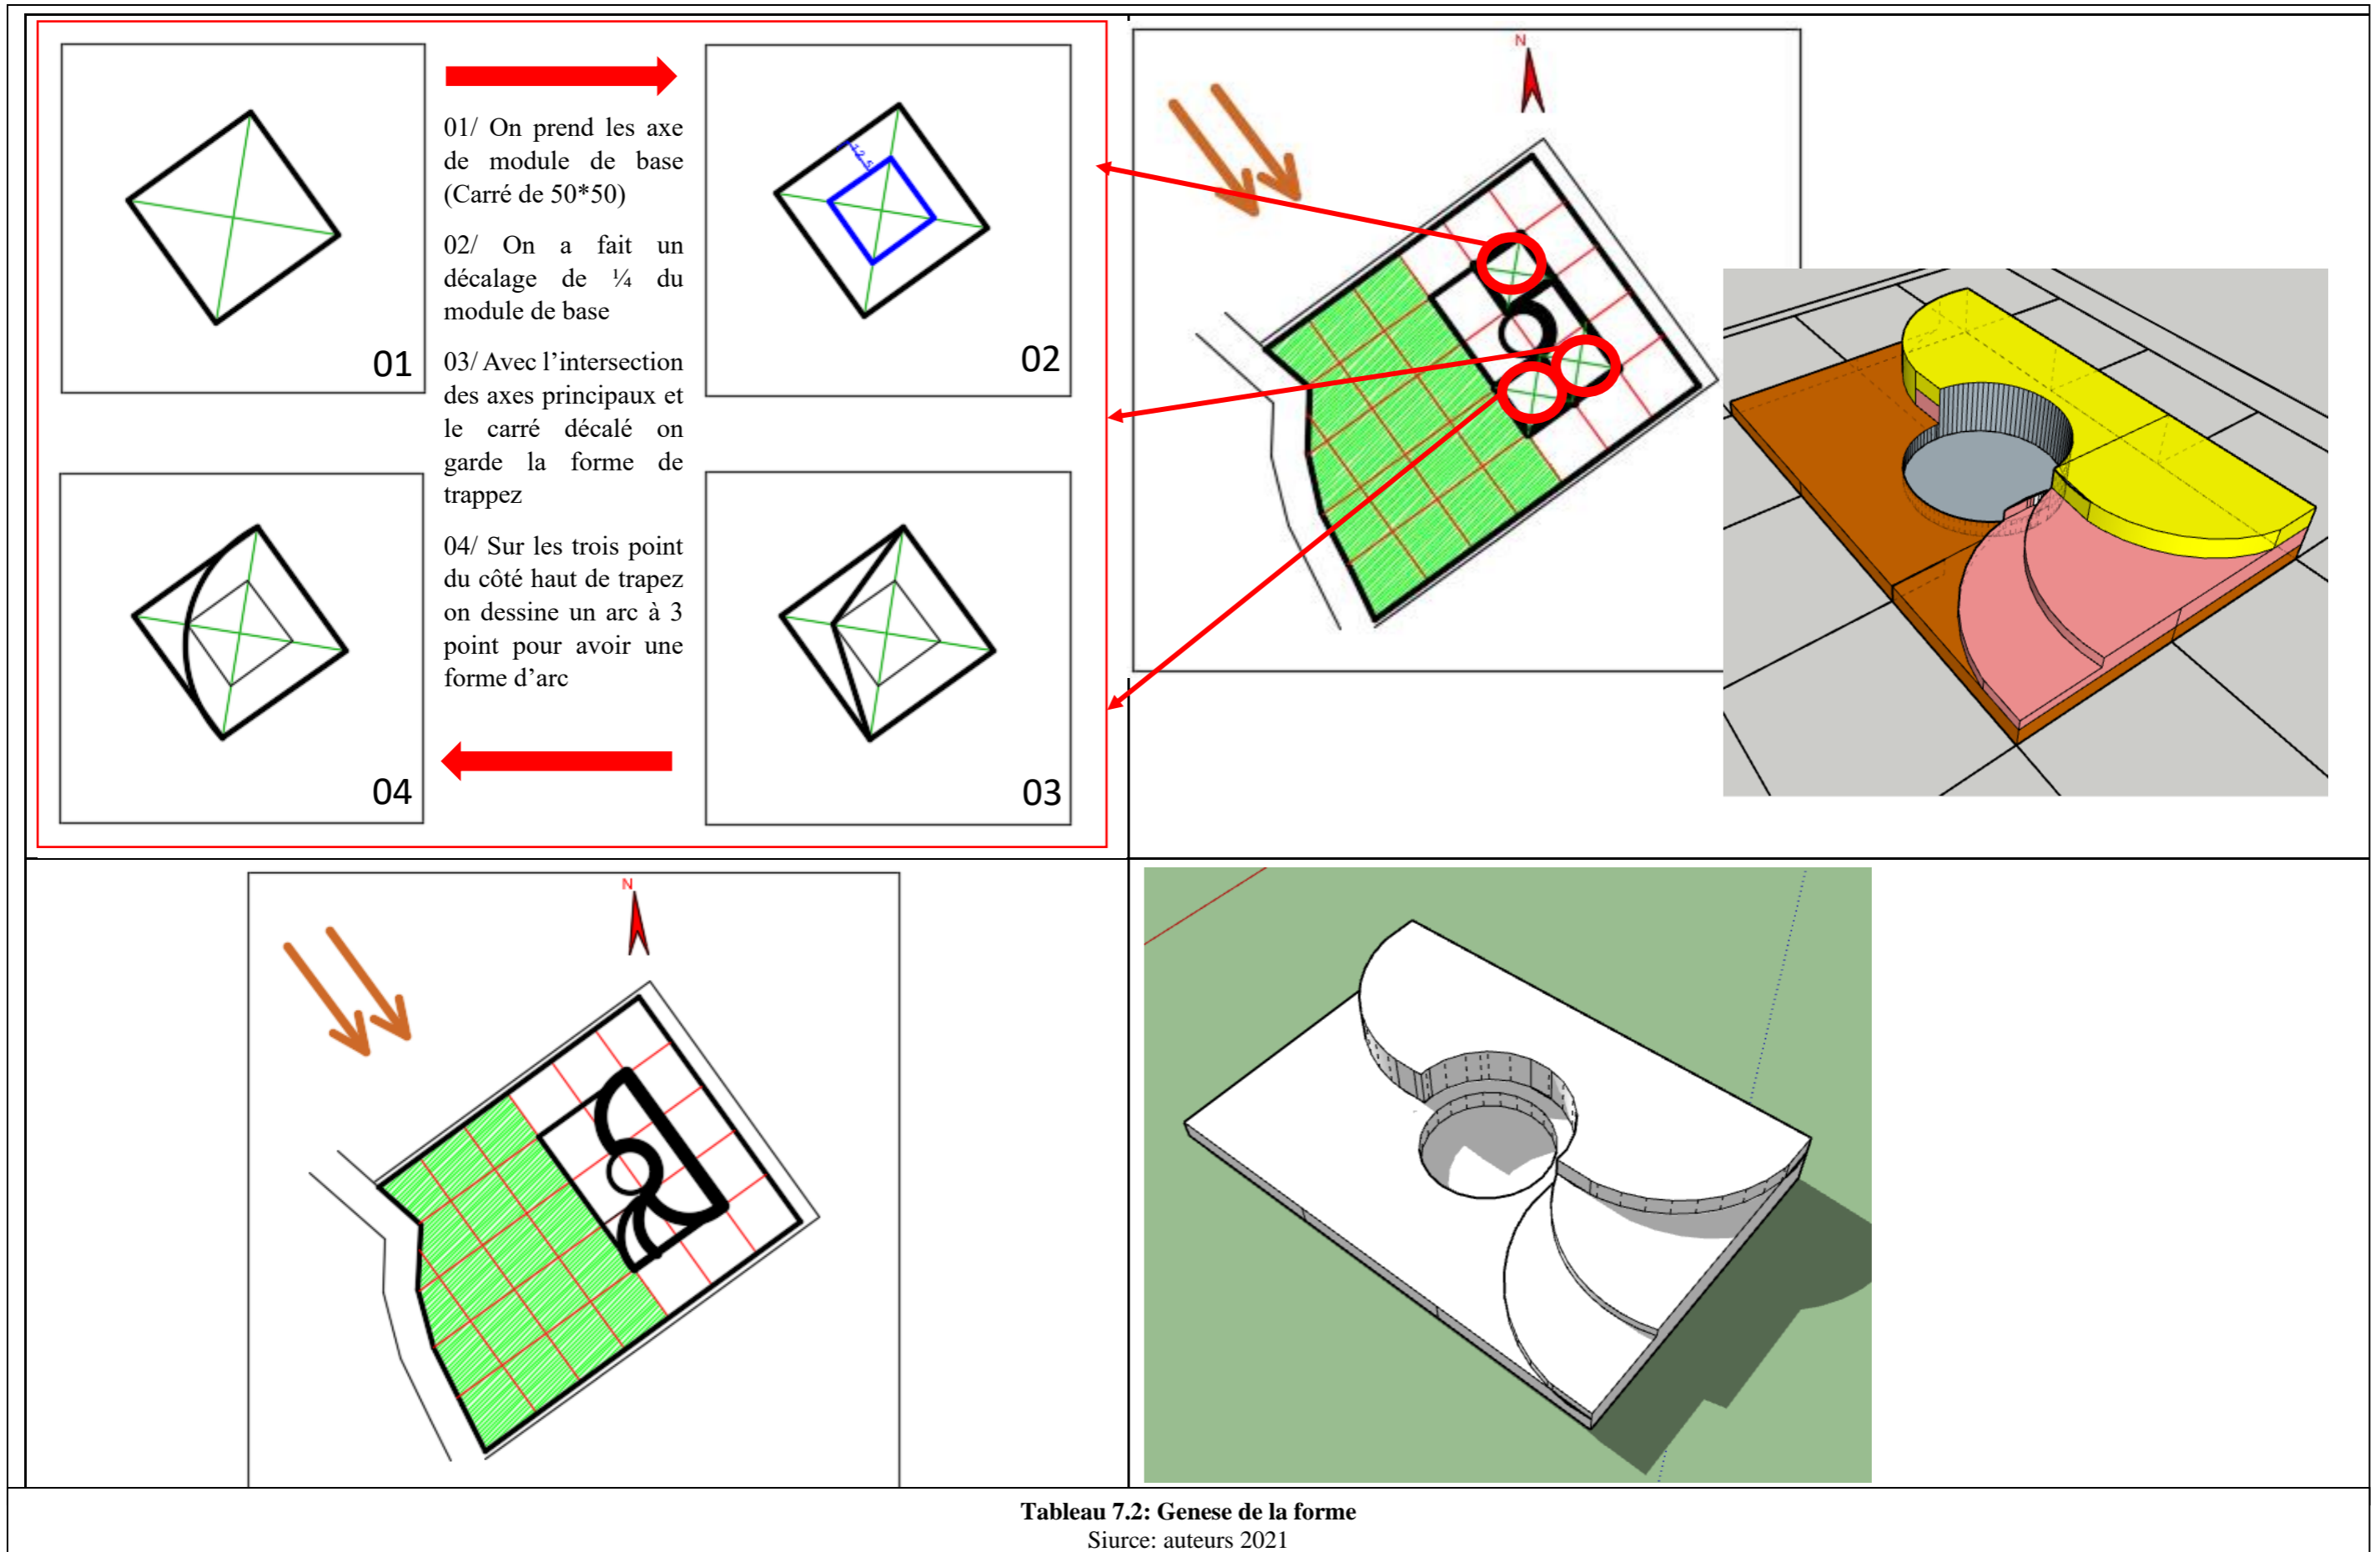 01/ On prend les axe
de module de base
(Carré de 50*50)
02/ On a fait un
décalage de ¼ du
module de base
03/ Avec l’intersection
des axes principaux et
le carré décalé on
garde la forme de
trappez
04/ Sur les trois point
du côté haut de trapez
on dessine un arc à 3
point pour avoir une
forme d’arc
01
12.5
02
04
03
N
N
Tableau 7.2: Genese de la forme
Siurce: auteurs 2021